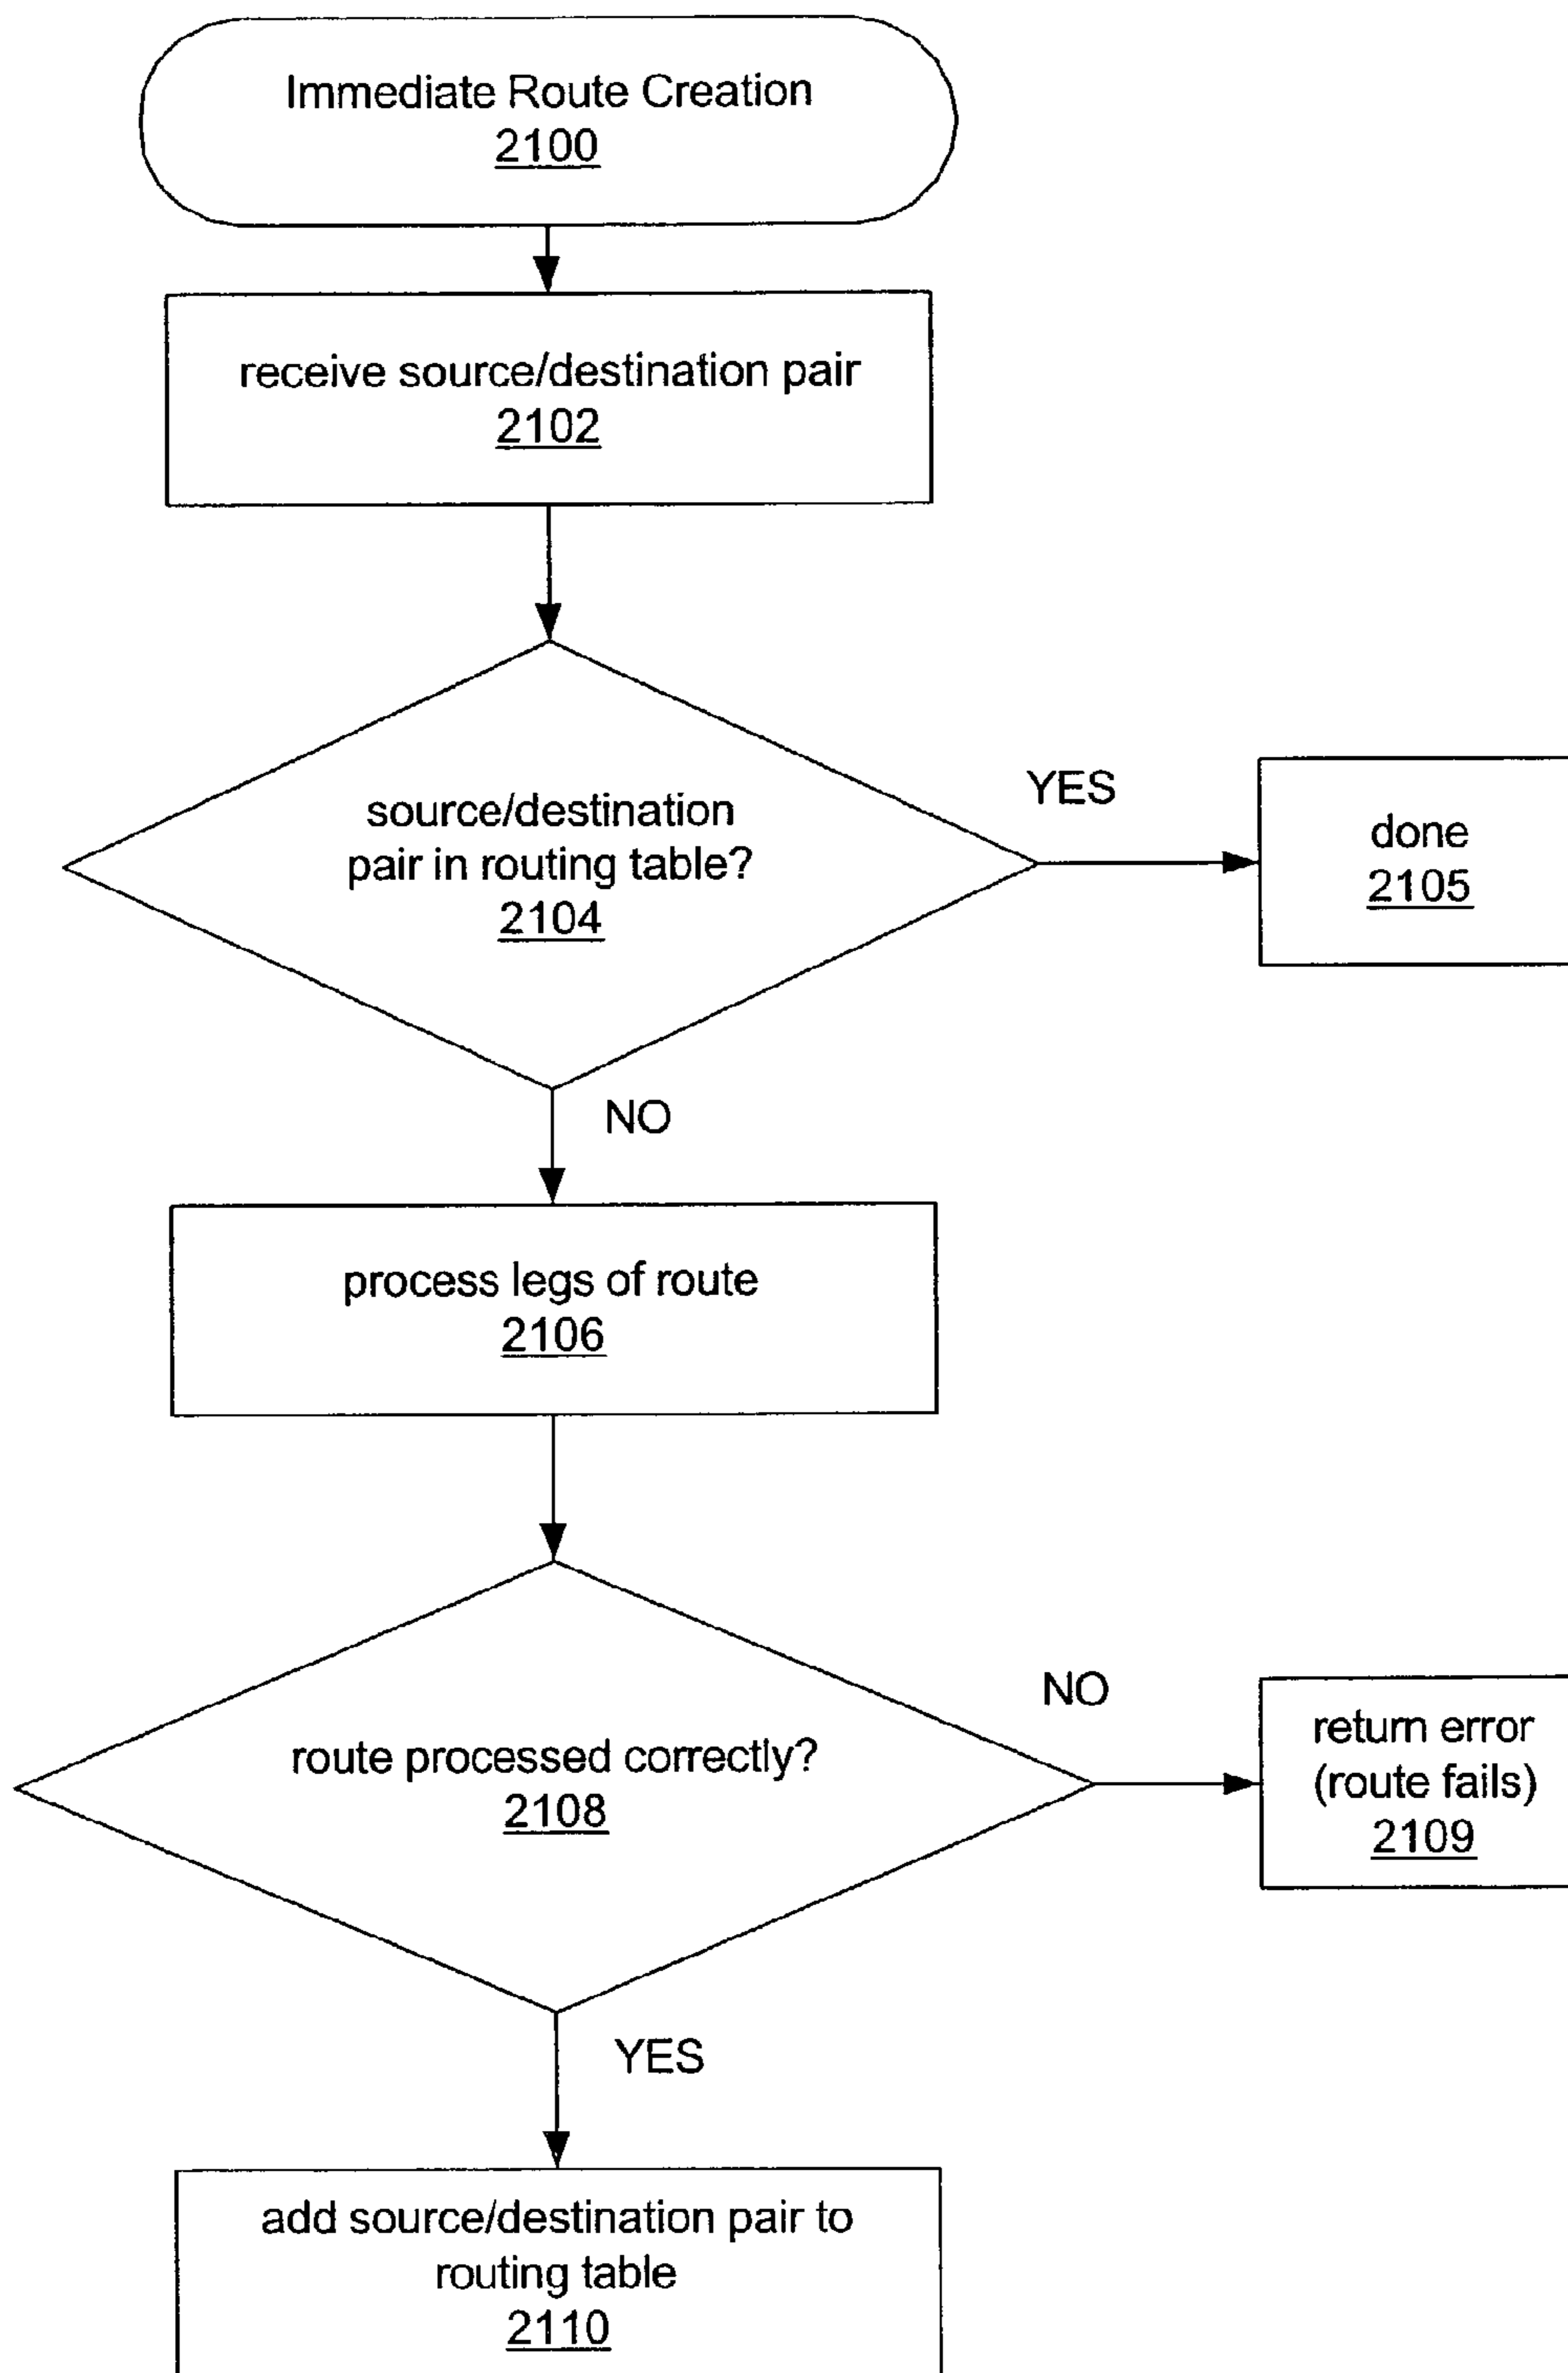 Immediate Route Creation
2100
receive source/destination pair
2102
source/destination
pair in routing table?
2104
YES
done
2105
NO
process legs of route
2106
route processed correctly?
2108
NO
return error
(route fails)
2109
YES
add source/destination pair to
routing table
2110